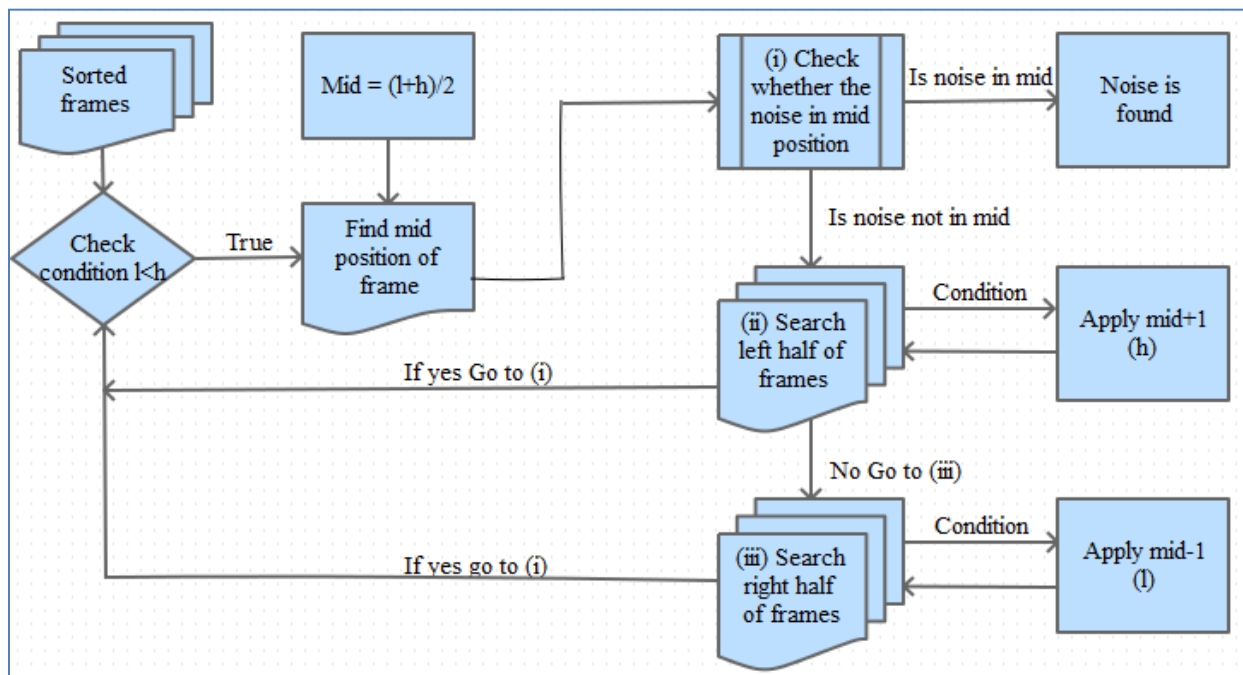 Sorted
frames
Mid = (l+h)/2
(i) Check
whether the
noise in mid
position
Is noise in mid
Noise is
found
Is noise not in mid
Check
condition l<h
True
Find mid
position of
frame
(ii) Search
left half of
frames
Condition
Apply mid+1
(h)
If yes Go to (i)
No Go to (iii)
(iii) Search
right half
of frames
Condition
Apply mid-1
(l)
If yes go to (i)